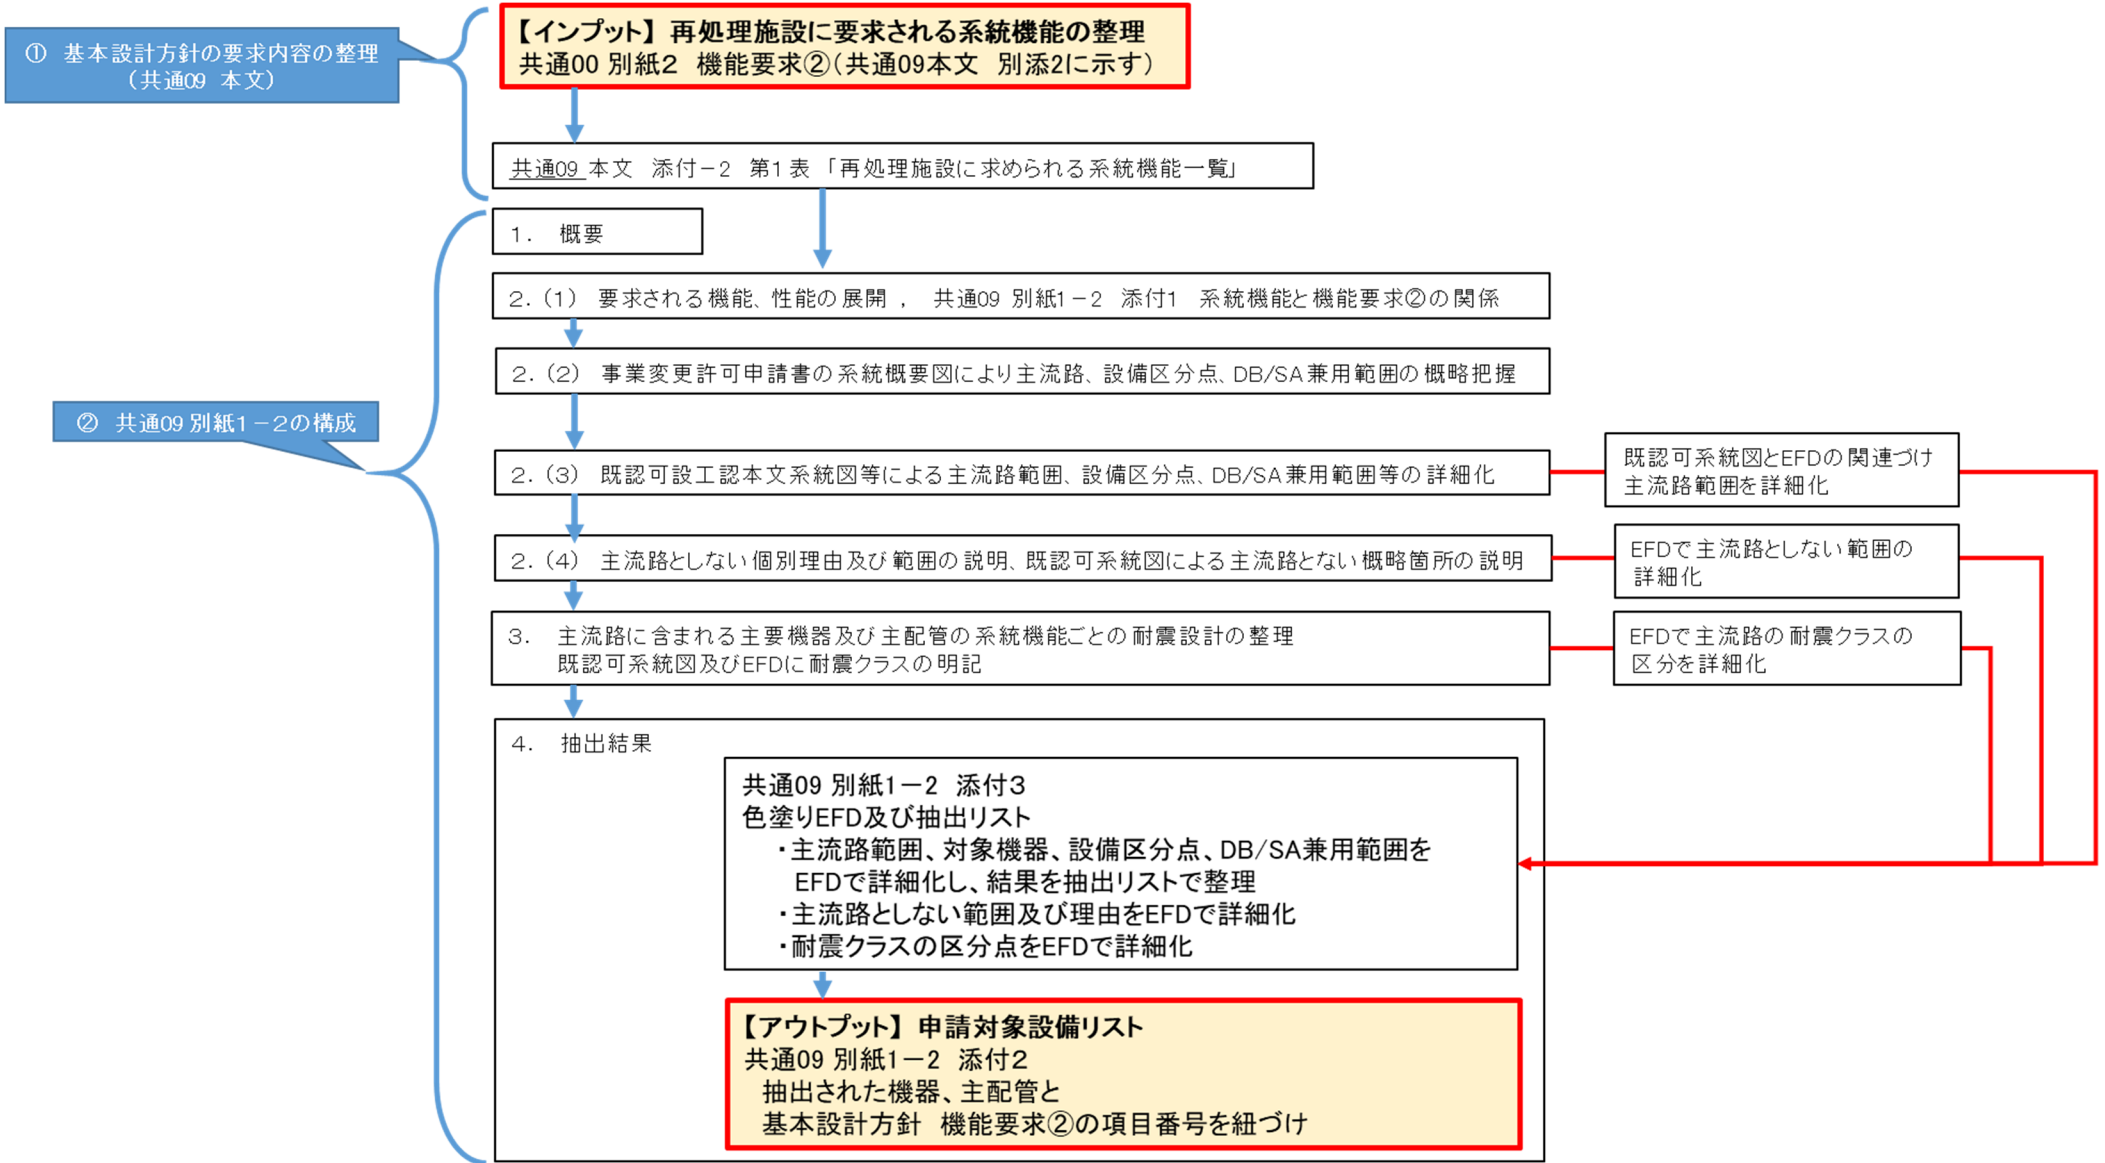 ① 基本設計方針の要求内容の整理
（共通09 本文）
【インプット】再処理施設に要求される系統機能の整理
共通00 別紙2 機能要求②（共通09本文 別添2に示す）
共通09 本文 添付－2 第1表 「再処理施設に求められる系統機能一覧」
1. 概要
2.（1） 要求される機能、性能の展開 ， 共通09 別紙1－2 添付1 系統機能と機能要求②の関係
2.（2） 事業変更許可申請書の系統概要図により主流路、設備区分点、DB/SA兼用範囲の概略把握
② 共通09 別紙1－2の構成
2.（3） 既認可設工認本文系統図等による主流路範囲、設備区分点、DB/SA兼用範囲等の詳細化
既認可系統図とEFDの関連づけ
主流路範囲を詳細化
2.（4） 主流路としない個別理由及び範囲の説明、既認可系統図による主流路とない概略箇所の説明
EFDで主流路としない範囲の
詳細化
3. 主流路に含まれる主要機器及び主配管の系統機能ごとの耐震設計の整理
既認可系統図及びEFDに耐震クラスの明記
EFDで主流路の耐震クラスの
区分を詳細化
4. 抽出結果
共通09 別紙1－2 添付3
色塗りEFD及び抽出リスト
・主流路範囲、対象機器、設備区分点、DB/SA兼用範囲を
EFDで詳細化し、結果を抽出リストで整理
・主流路としない範囲及び理由をEFDで詳細化
・耐震クラスの区分点をEFDで詳細化
【アウトプット】申請対象設備リスト
共通09 別紙1－2 添付2
抽出された機器、主配管と
基本設計方針 機能要求②の項目番号を紐づけ